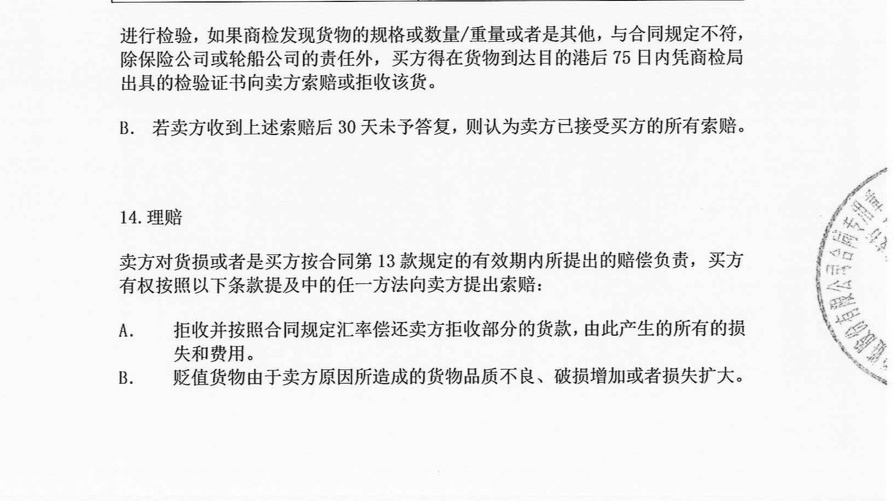 进行检验，如果商检发现货物的规格或数量/重量或者是其他，与合同规定不符，
除保险公司或轮船公司的责任外，买方得在货物到达目的港后 75 日内凭商检局
出具的检验证书向卖方索赔或拒收该货。
B. 若卖方收到上述索赔后 30 天未予答复，则认为卖方已接受买方的所有索赔。
14.理赔
卖方对货损或者是买方按合同第 13 款规定的有效期内所提出的赔偿负责，买方
有权按照以下条款提及中的任一方法向卖方提出索赔：
A. 拒收并按照合同规定汇率偿还卖方拒收部分的货款，由此产生的所有的损
失和费用。
B. 贬值货物由于卖方原因所造成的货物品质不良、破损增加或者损失扩大。
股份有限公司合同专用章